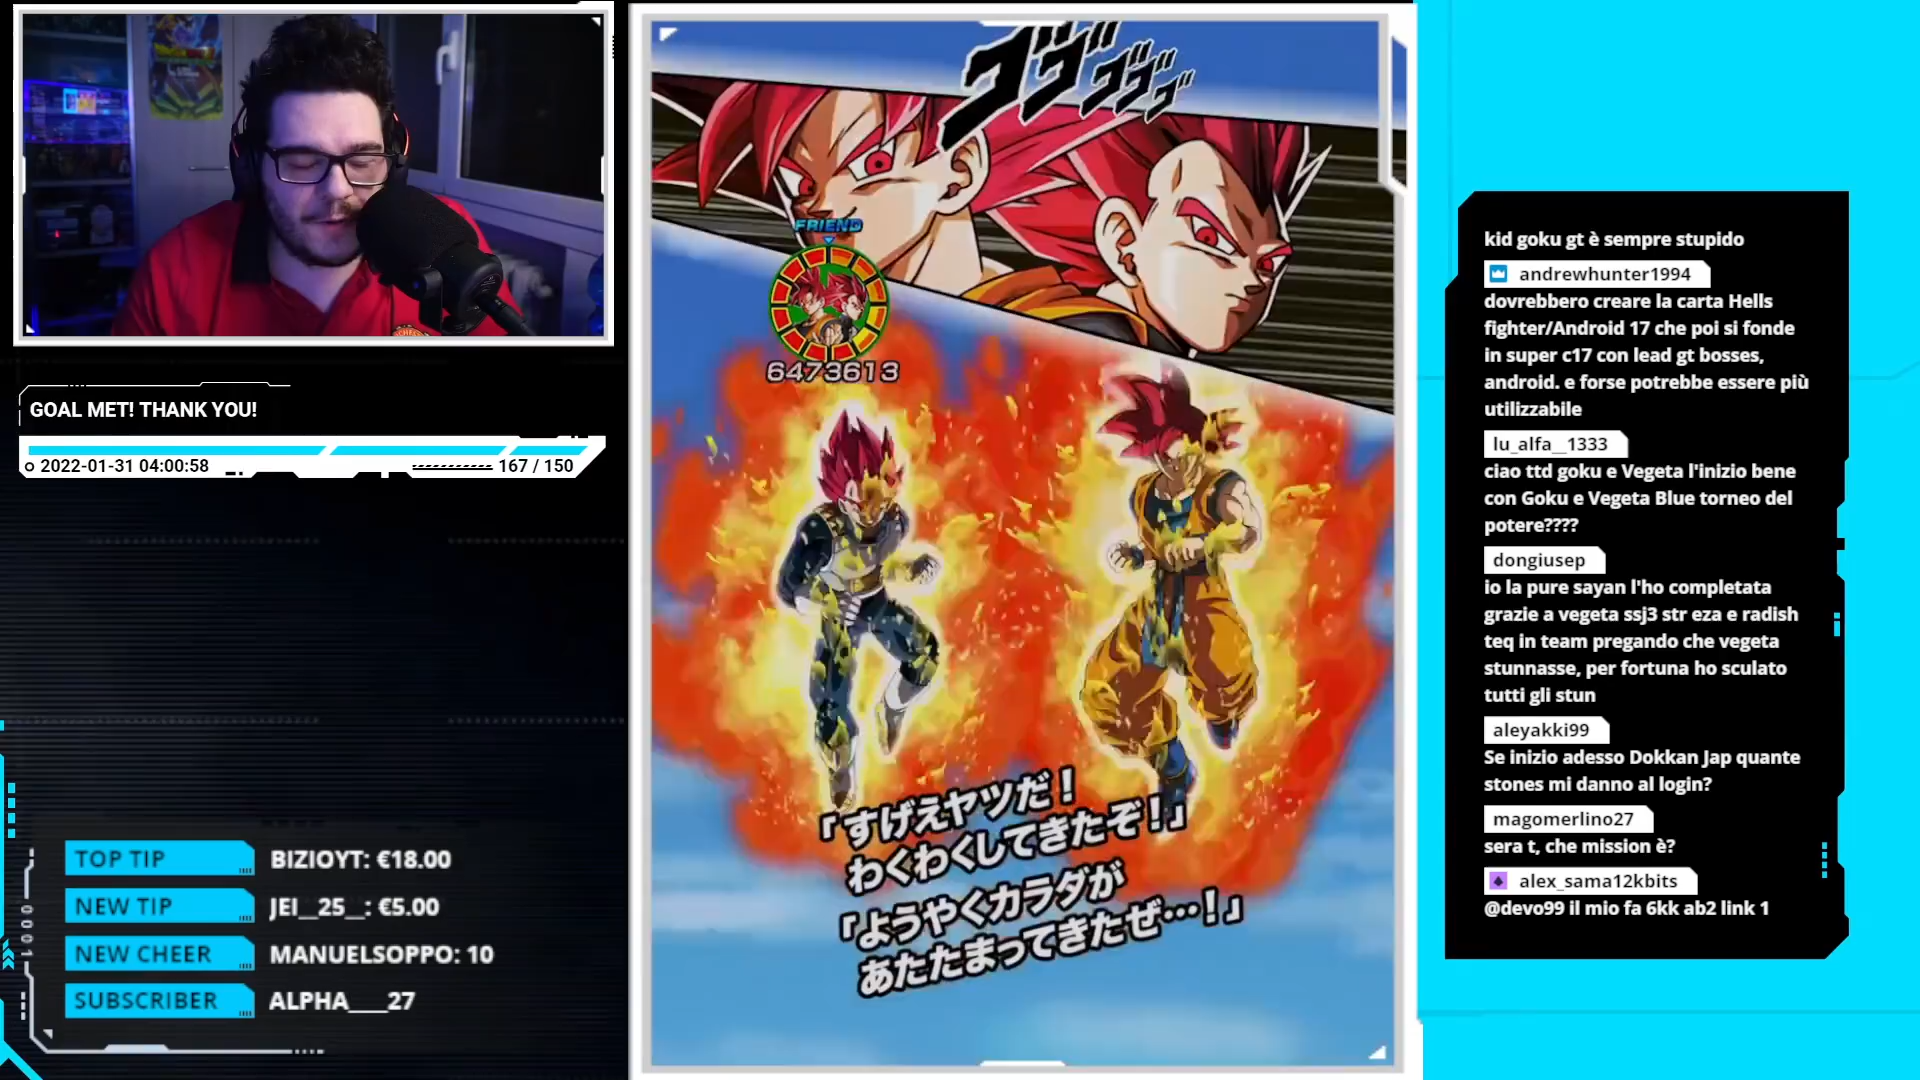 GOAL MET! THANK YOU!
2022-01-31 04:00:58
167 / 150
TOP TIP
BIZIOYT: €18.00
NEW TIP
JEI__25__: €5.00
NEW CHEER
MANUELSOPPO: 10
SUBSCRIBER
ALPHA____27
0001
FRIEND
6473613
「すげえヤツだ！
わくわくしてきたぞ！」
「ようやくカラダが
あたたまってきたぜ…！」
kid goku gt è sempre stupido
andrewhunter1994
dovrebbero creare la carta Hells
fighter/Android 17 che poi si fonde
in super c17 con lead gt bosses,
android. e forse potrebbe essere più
utilizzabile
lu_alfa__1333
ciao ttd goku e Vegeta l'inizio bene
con Goku e Vegeta Blue torneo del
potere????
dongiusep
io la pure sayan l'ho completata
grazie a vegeta ssj3 str eza e radish
teq in team pregando che vegeta
stunnasse, per fortuna ho sculato
tutti gli stun
aleyakki99
Se inizio adesso Dokkan Jap quante
stones mi danno al login?
magomerlino27
sera t, che mission è?
alex_sama12kbits
@devo99 il mio fa 6kk ab2 link 1